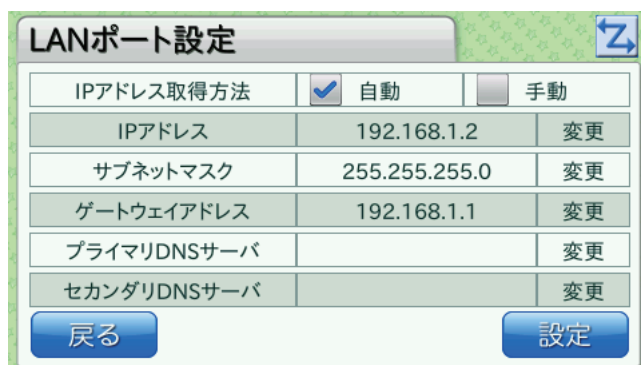 LANポート設定
IPアドレス取得方法 自動 手動
IPアドレス 192.168.1.2 変更
サブネットマスク 255.255.255.0 変更
ゲートウェイアドレス 192.168.1.1 変更
プライマリDNSサーバ 変更
セカンダリDNSサーバ 変更
戻る 設定